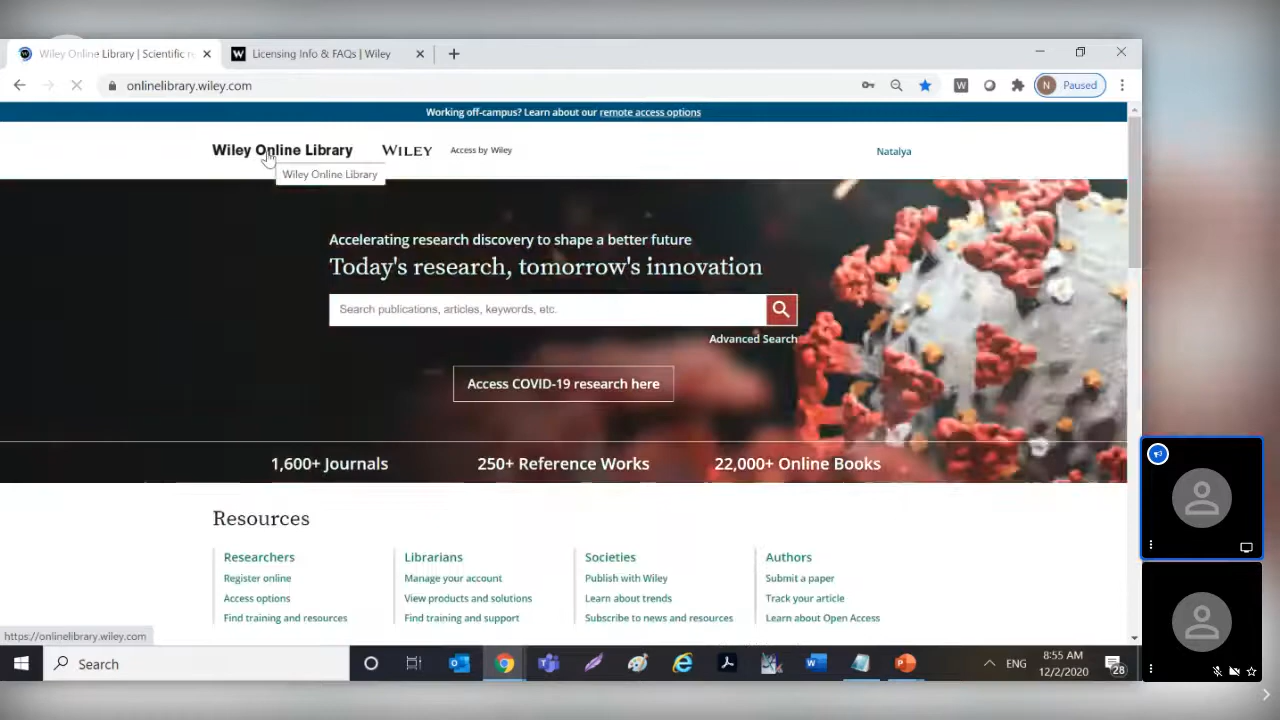 Wiley Online Library | Scientific re
Licensing Info & FAQs | Wiley
onlinelibrary.wiley.com
N Paused
Working off-campus? Learn about our remote access options
Wiley Online Library WILEY Access by Wiley
Natalya
Wiley Online Library
Accelerating research discovery to shape a better future
Today's research, tomorrow's innovation
Search publications, articles, keywords, etc.
Advanced Search
Access COVID-19 research here
1,600+ Journals 250+ Reference Works 22,000+ Online Books
Resources
Researchers
Register online
Access options
Find training and resources
Librarians
Manage your account
View products and solutions
Find training and support
Societies
Publish with Wiley
Learn about trends
Subscribe to news and resources
Authors
Submit a paper
Track your article
Learn about Open Access
https://onlinelibrary.wiley.com
Search
ENG
8:55 AM
12/2/2020
28